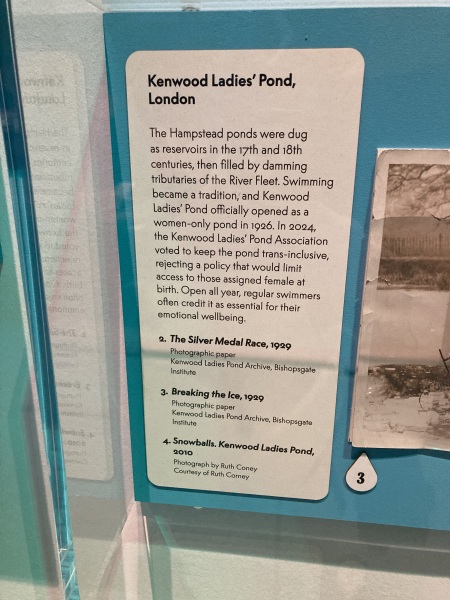 Kenwood Ladies' Pond,
London
The Hampstead ponds were dug
as reservoirs in the 17th and 18th
centuries, then filled by damming
tributaries of the River Fleet. Swimming
became a tradition, and Kenwood
Ladies' Pond officially opened as a
women-only pond in 1926. In 2024,
the Kenwood Ladies' Pond Association
voted to keep the pond trans-inclusive,
rejecting a policy that would limit
access to those assigned female at
birth. Open all year, regular swimmers
often credit it as essential for their
emotional wellbeing.
2. The Silver Medal Race, 1929
Photographic paper
Kenwood Ladies Pond Archive, Bishopsgate
Institute
3. Breaking the Ice, 1929
Photographic paper
Kenwood Ladies Pond Archive, Bishopsgate
Institute
4. Snowballs. Kenwood Ladies Pond,
2010
Photograph by Ruth Corney
Courtesy of Ruth Corney
3